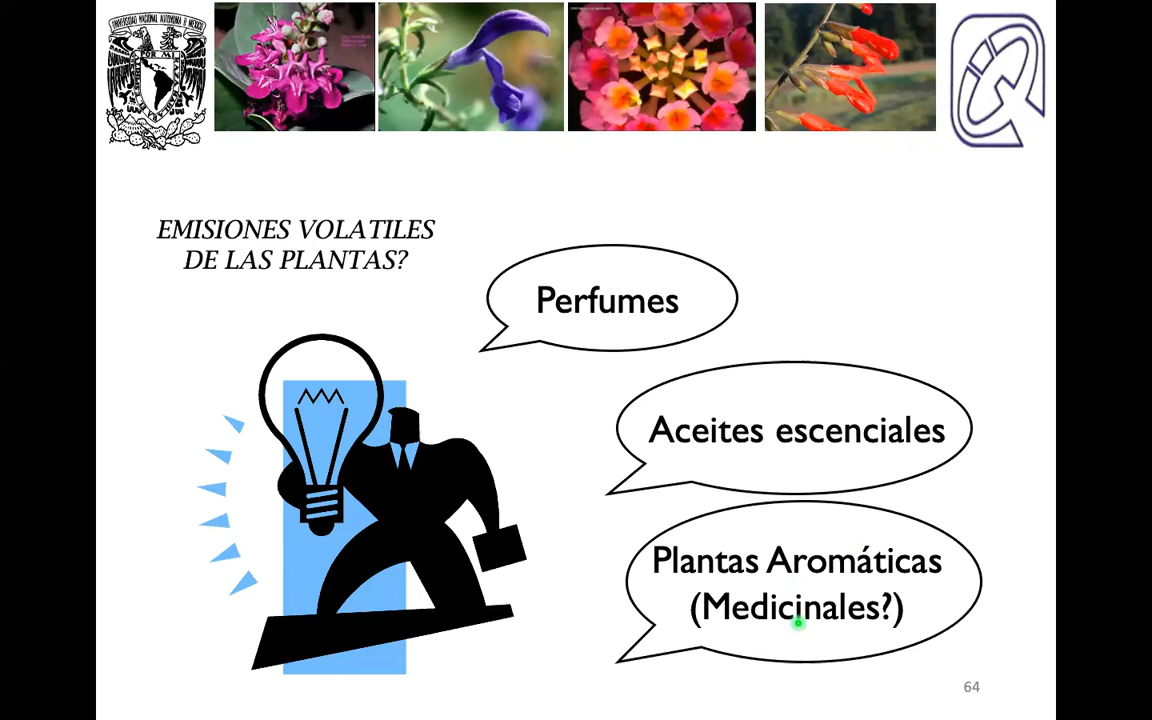 EMISIONES VOLATILES
DE LAS PLANTAS?
Perfumes
Aceites escenciales
Plantas Aromáticas
(Medicinales?)
64